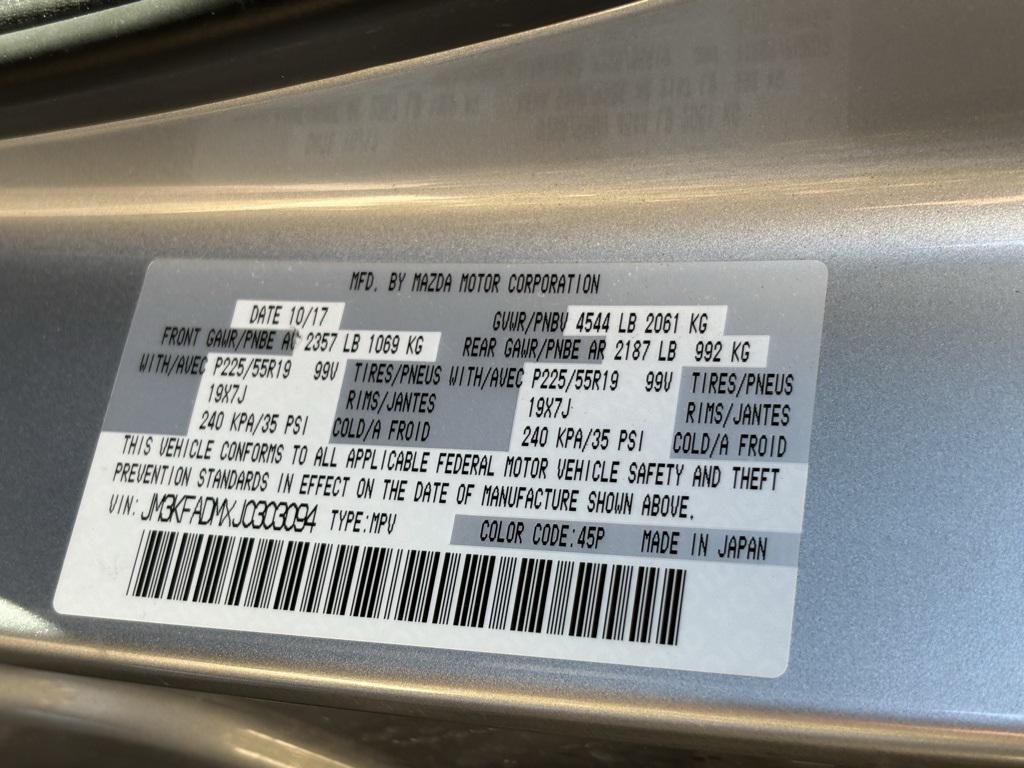 MFD. BY MAZDA MOTOR CORPORATION
DATE 10/17 GVWR/PNBV 4544 LB 2061 KG
FRONT GAWR/PNBE AV 2357 LB 1069 KG REAR GAWR/PNBE AR 2187 LB 992 KG
WITH/AVEC P225/55R19 99V TIRES/PNEUS WITH/AVEC P225/55R19 99V TIRES/PNEUS
19X7J RIMS/JANTES 19X7J RIMS/JANTES
240 KPA/35 PSI COLD/A FROID 240 KPA/35 PSI COLD/A FROID
THIS VEHICLE CONFORMS TO ALL APPLICABLE FEDERAL MOTOR VEHICLE SAFETY AND THEFT
PREVENTION STANDARDS IN EFFECT ON THE DATE OF MANUFACTURE SHOWN ABOVE.
VIN: JM3KFADMXJ0303094 TYPE:MPV COLOR CODE:45P MADE IN JAPAN